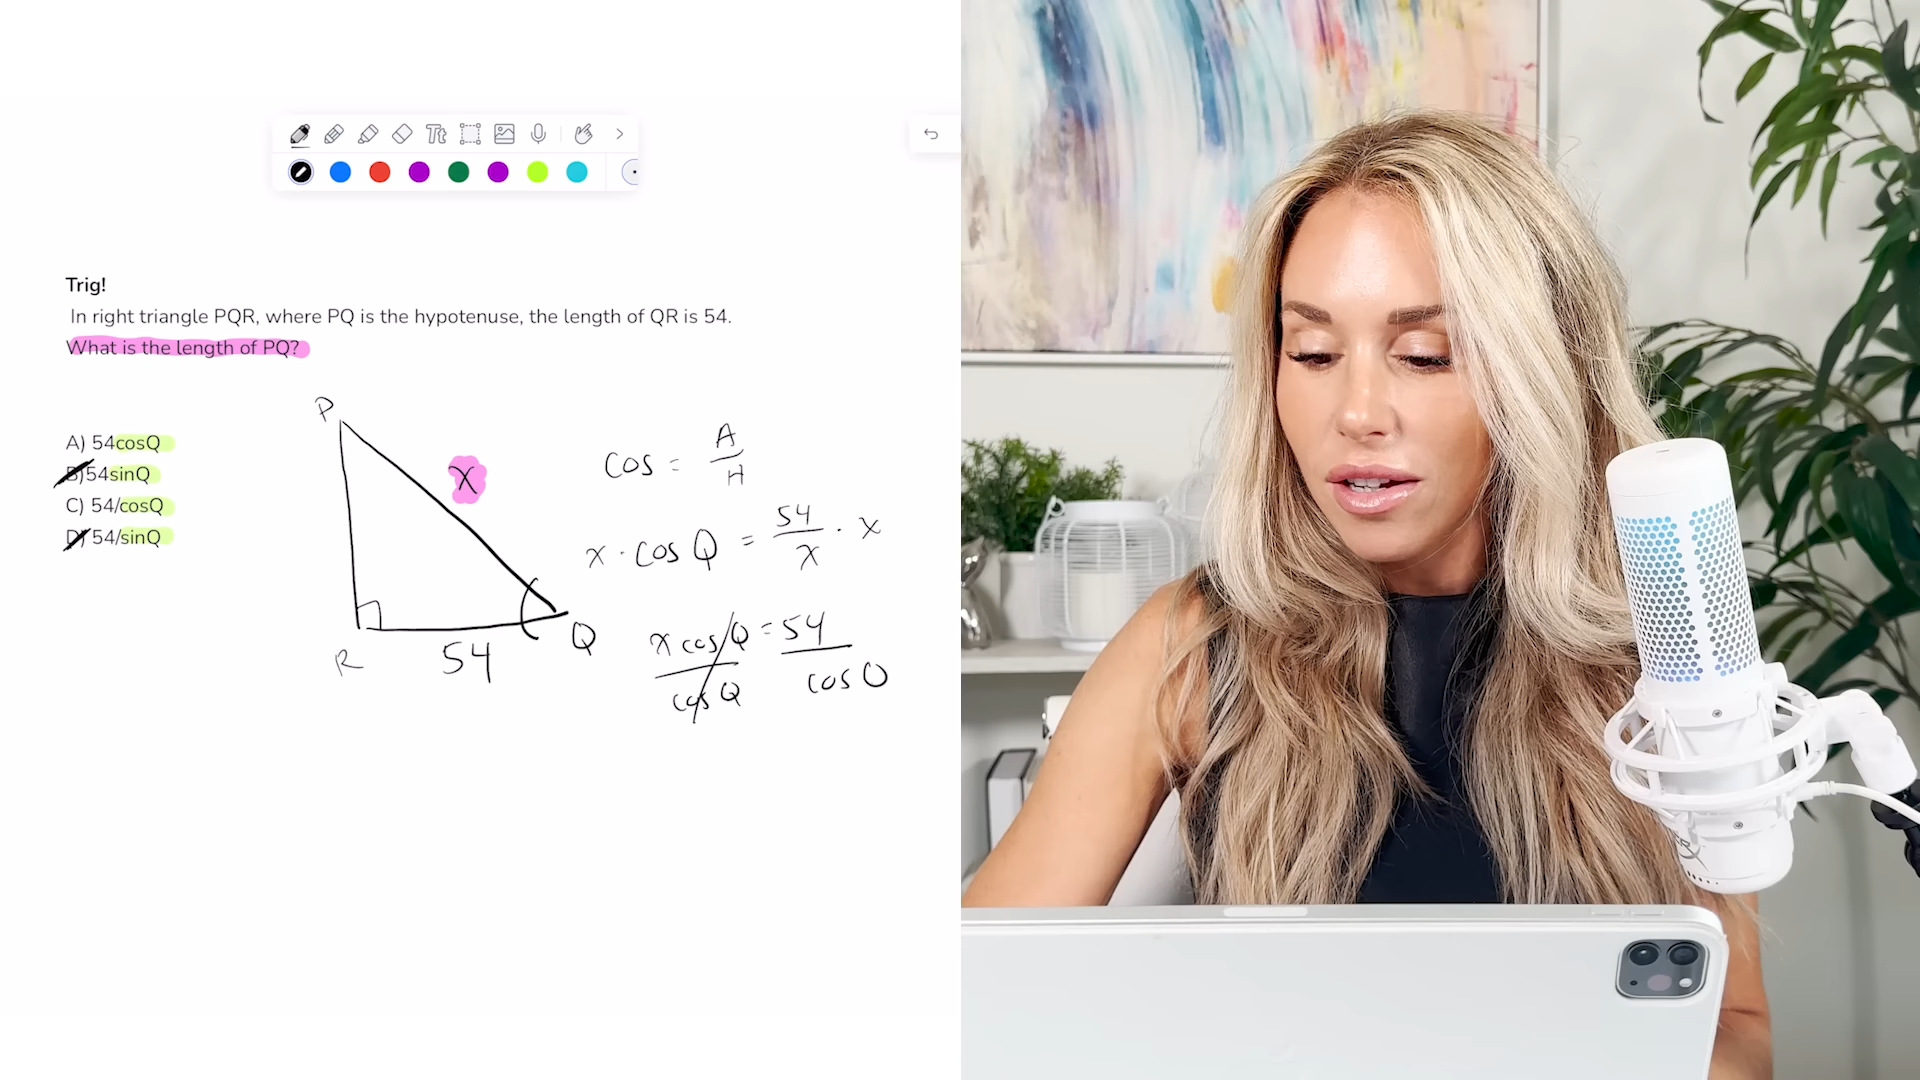 Tt
Trig!
In right triangle PQR, where PQ is the hypotenuse, the length of QR is 54.
What is the length of PQ?
A) 54cosQ
B) 54sinQ
C) 54/cosQ
D) 54/sinQ
P
X
R
54
Q
cos = A/H
x · cos Q = 54/x · x
x cos Q = 54
cos Q cos Q